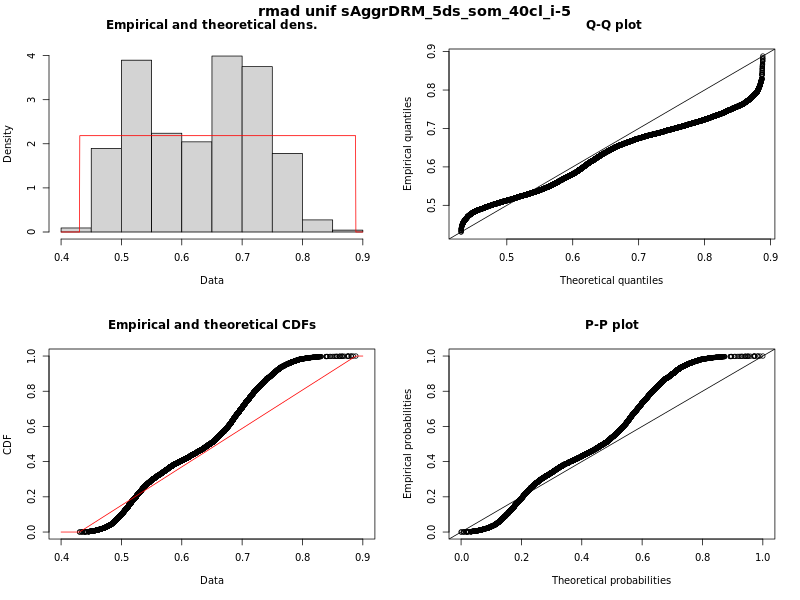 rmad unif sAggrDRM_5ds_som_40cl_i-5
Empirical and theoretical dens.
Density
0 1 2 3 4
0.4 0.5 0.6 0.7 0.8 0.9
Data
Q-Q plot
Empirical quantiles
0.5 0.6 0.7 0.8 0.9
0.5 0.6 0.7 0.8 0.9
Theoretical quantiles
Empirical and theoretical CDFs
CDF
0.0 0.2 0.4 0.6 0.8 1.0
0.4 0.5 0.6 0.7 0.8 0.9
Data
P-P plot
Empirical probabilities
0.0 0.2 0.4 0.6 0.8 1.0
0.0 0.2 0.4 0.6 0.8 1.0
Theoretical probabilities